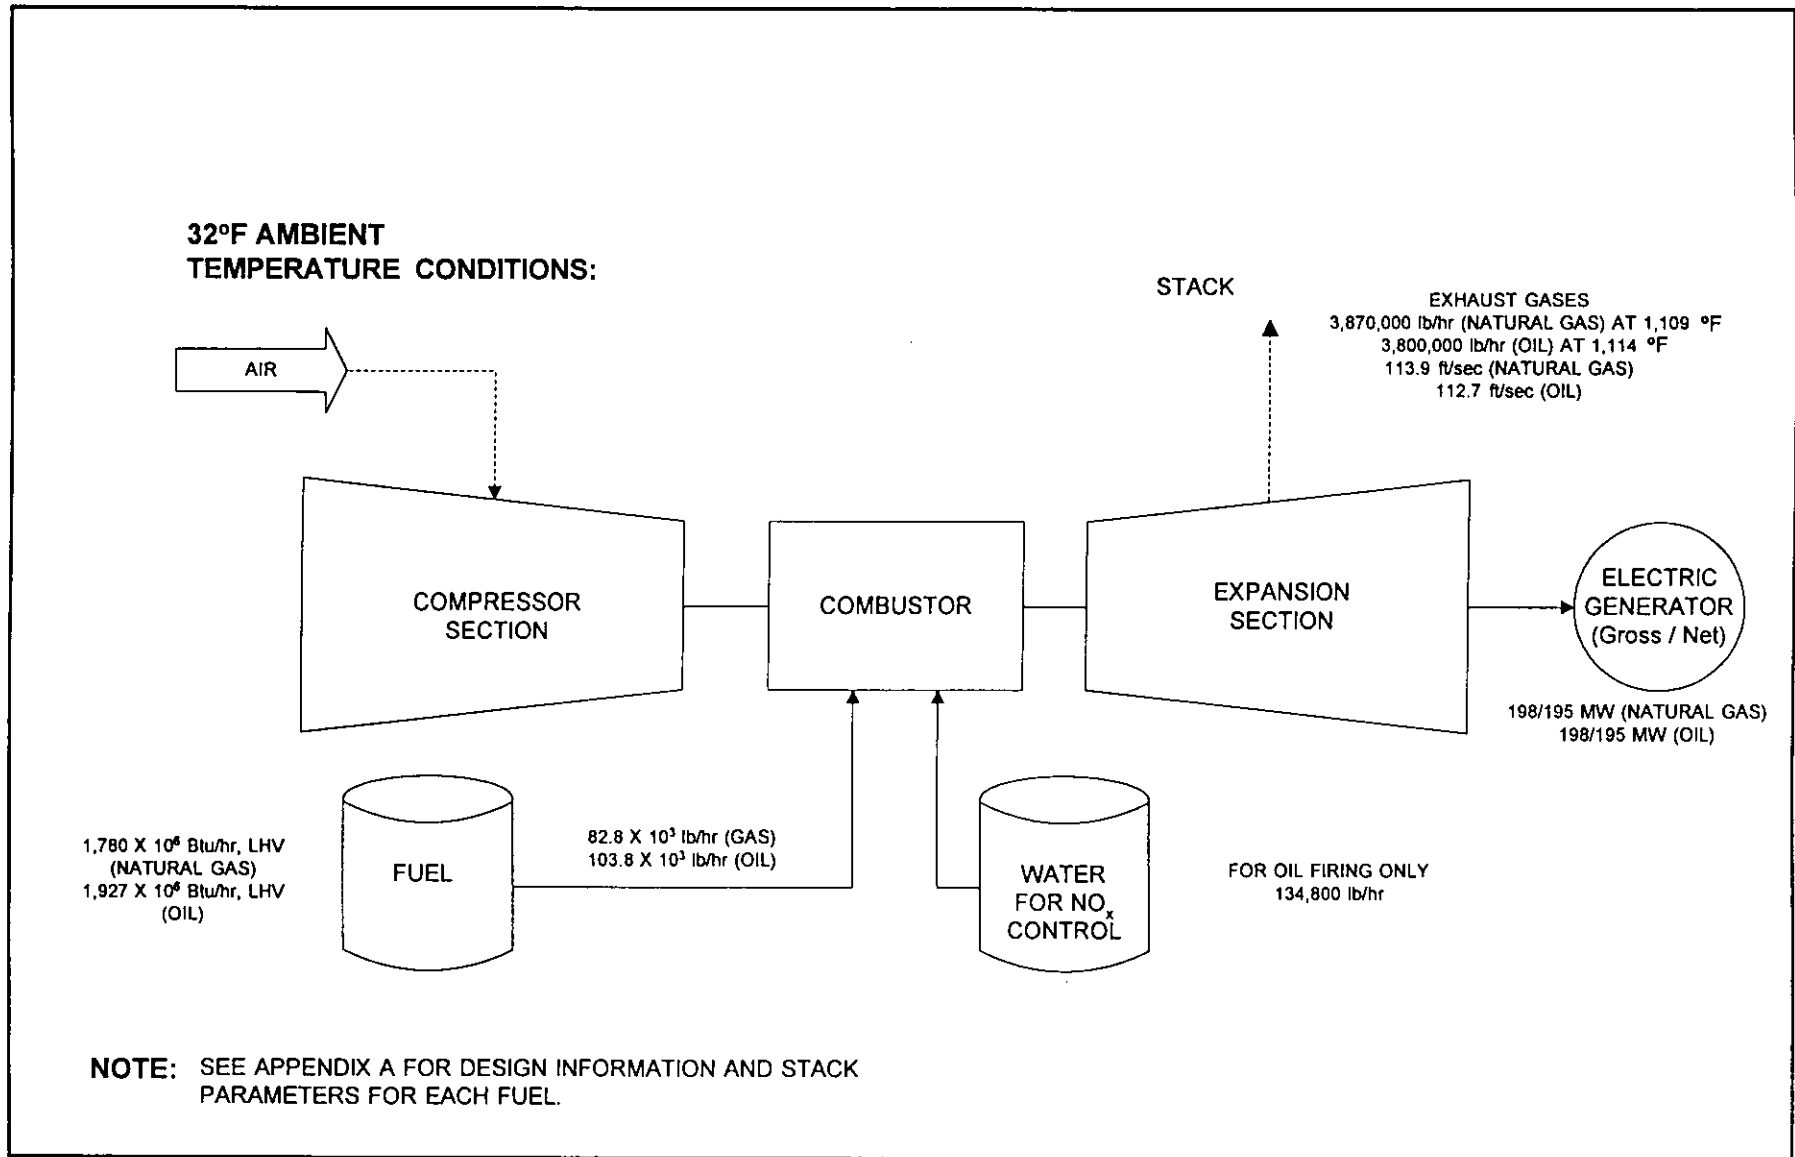 32ºF AMBIENT
TEMPERATURE CONDITIONS:
AIR
STACK
EXHAUST GASES
3,870,000 lb/hr (NATURAL GAS) AT 1,109 ºF
3,800,000 lb/hr (OIL) AT 1,114 ºF
113.9 ft/sec (NATURAL GAS)
112.7 ft/sec (OIL)
COMPRESSOR
SECTION
COMBUSTOR
EXPANSION
SECTION
ELECTRIC
GENERATOR
(Gross / Net)
198/195 MW (NATURAL GAS)
198/195 MW (OIL)
1,780 X 10⁶ Btu/hr, LHV
(NATURAL GAS)
1,927 X 10⁶ Btu/hr, LHV
(OIL)
FUEL
82.8 X 10³ lb/hr (GAS)
103.8 X 10³ lb/hr (OIL)
WATER
FOR NOₓ
CONTROL
FOR OIL FIRING ONLY
134,800 lb/hr
NOTE: SEE APPENDIX A FOR DESIGN INFORMATION AND STACK
PARAMETERS FOR EACH FUEL.